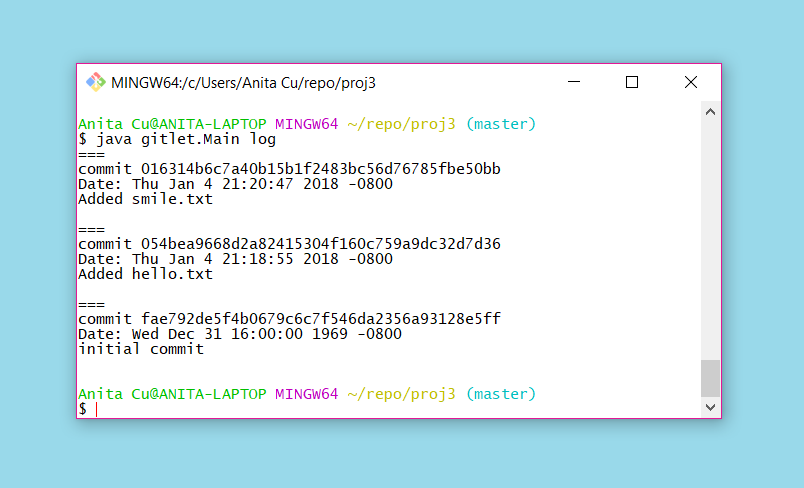 MINGW64:/c/Users/Anita Cu/repo/proj3
Anita Cu@ANITA-LAPTOP MINGW64 ~/repo/proj3 (master)
$ java gitlet.Main log
===
commit 016314b6c7a40b15b1f2483bc56d76785fbe50bb
Date: Thu Jan 4 21:20:47 2018 -0800
Added smile.txt
===
commit 054bea9668d2a82415304f160c759a9dc32d7d36
Date: Thu Jan 4 21:18:55 2018 -0800
Added hello.txt
===
commit fae792de5f4b0679c6c7f546da2356a93128e5ff
Date: Wed Dec 31 16:00:00 1969 -0800
initial commit
Anita Cu@ANITA-LAPTOP MINGW64 ~/repo/proj3 (master)
$